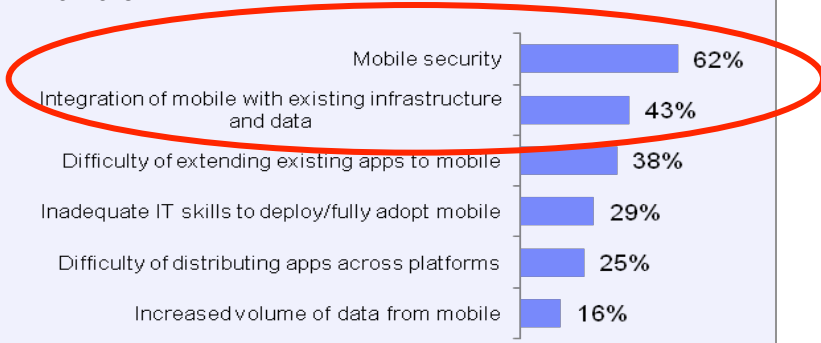 Mobile security 62%
Integration of mobile with existing infrastructure
and data 43%
Difficulty of extending existing apps to mobile 38%
Inadequate IT skills to deploy/fully adopt mobile 29%
Difficulty of distributing apps across platforms 25%
Increased volume of data from mobile 16%